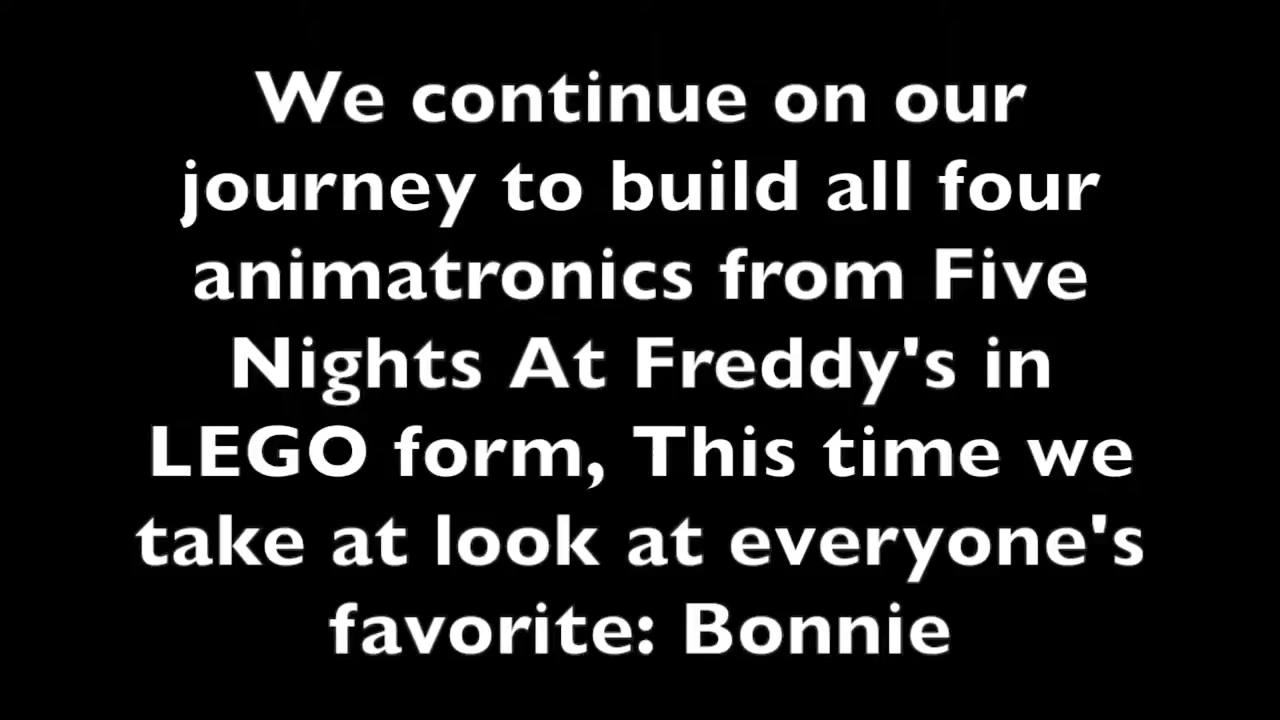 We continue on our
journey to build all four
animatronics from Five
Nights At Freddy's in
LEGO form, This time we
take at look at everyone's
favorite: Bonnie